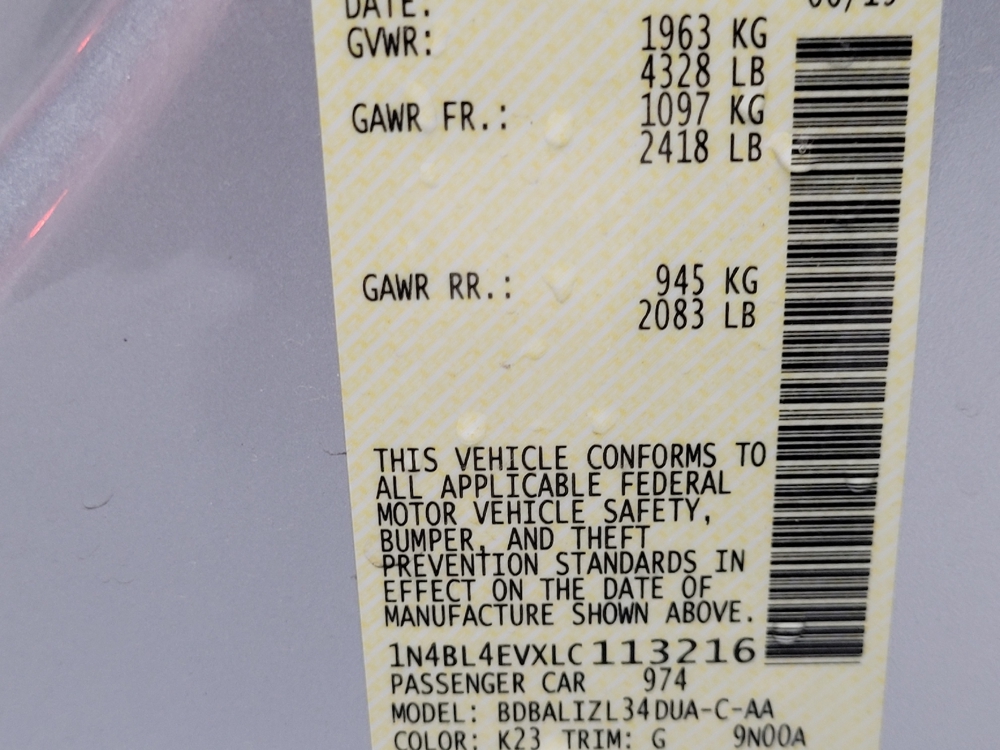 DATE:
GVWR: 1963 KG
4328 LB
GAWR FR.: 1097 KG
2418 LB
GAWR RR.: 945 KG
2083 LB
THIS VEHICLE CONFORMS TO
ALL APPLICABLE FEDERAL
MOTOR VEHICLE SAFETY,
BUMPER, AND THEFT
PREVENTION STANDARDS IN
EFFECT ON THE DATE OF
MANUFACTURE SHOWN ABOVE.
1N4BL4EVXLC113216
PASSENGER CAR 974
MODEL: BDBALIZL34DUA-C-AA
COLOR: K23 TRIM: G 9N00A